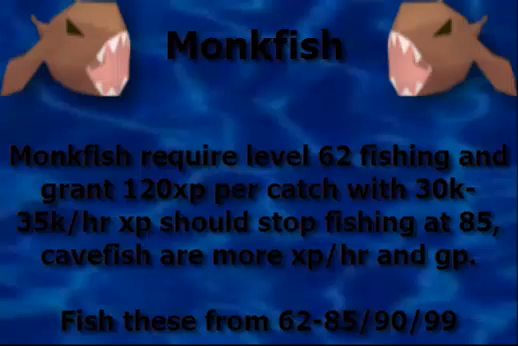 Monkfish
Monkfish require level 62 fishing and
grant 120xp per catch with 30k-
35k/hr xp should stop fishing at 85,
cavefish are more xp/hr and gp.
Fish these from 62-85/90/99